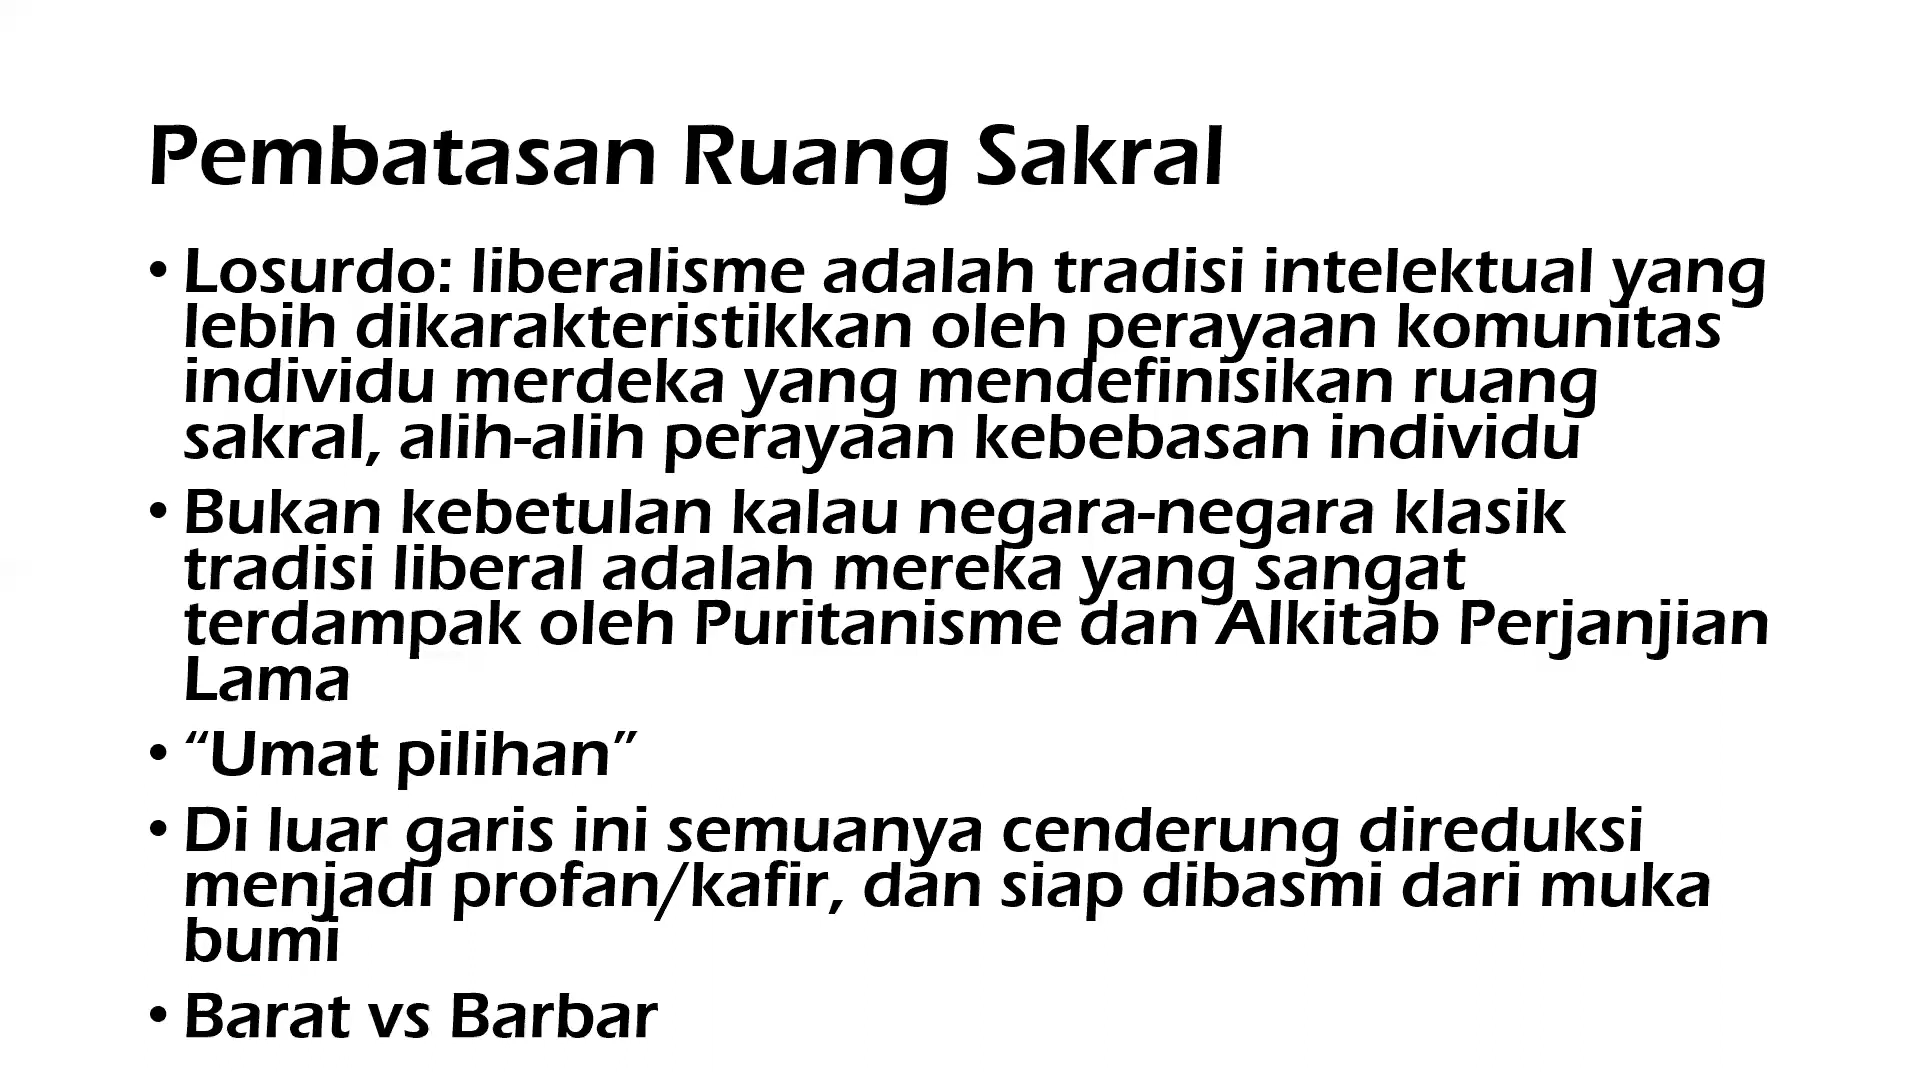 Pembatasan Ruang Sakral
• Losurdo: liberalisme adalah tradisi intelektual yang
lebih dikarakteristikkan oleh perayaan komunitas
individu merdeka yang mendefinisikan ruang
sakral, alih-alih perayaan kebebasan individu
• Bukan kebetulan kalau negara-negara klasik
tradisi liberal adalah mereka yang sangat
terdampak oleh Puritanisme dan Alkitab Perjanjian
Lama
• “Umat pilihan”
• Di luar garis ini semuanya cenderung direduksi
menjadi profan/kafir, dan siap dibasmi dari muka
bumi
• Barat vs Barbar